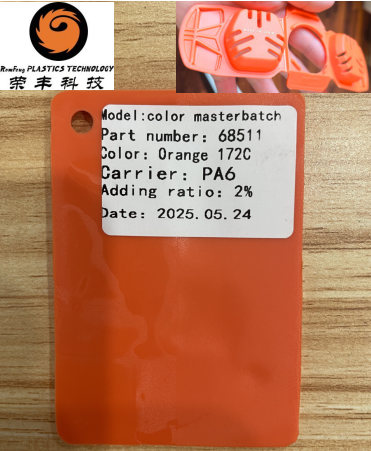 RomFeng PLASTICS TECHNOLOGY
荣丰科技
Model:color masterbatch
Part number: 68511
Color: Orange 172C
Carrier: PA6
Adding ratio: 2%
Date: 2025.05.24